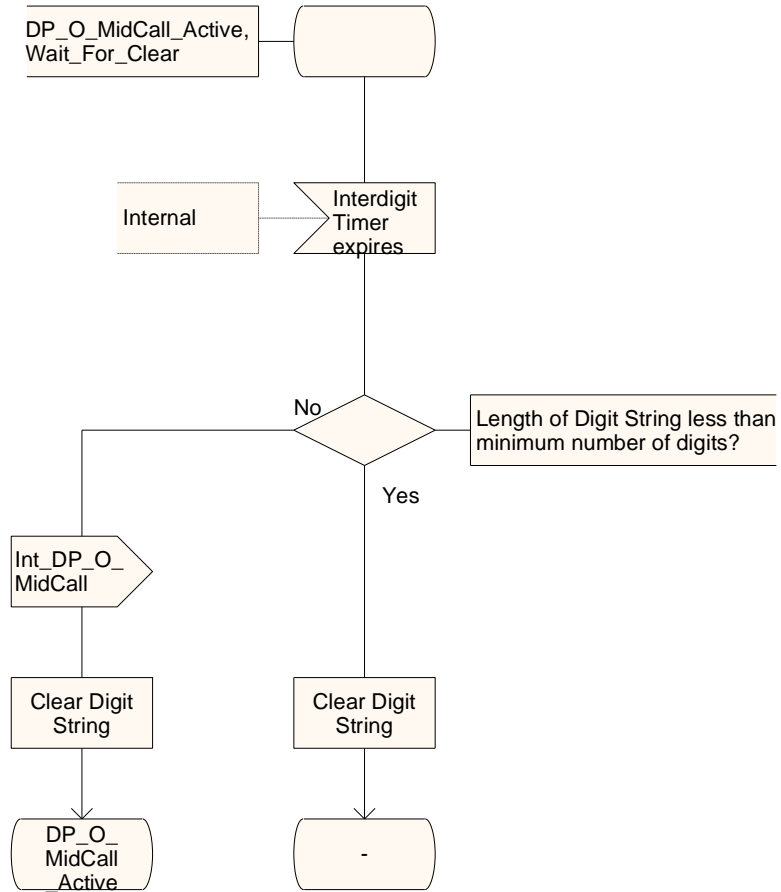 DP_O_MidCall_Active,
Wait_For_Clear
Internal
Interdigit
Timer
expires
No
Length of Digit String less than
minimum number of digits?
Yes
Int_DP_O_
MidCall
Clear Digit
String
Clear Digit
String
DP_O_
MidCall
_Active
-